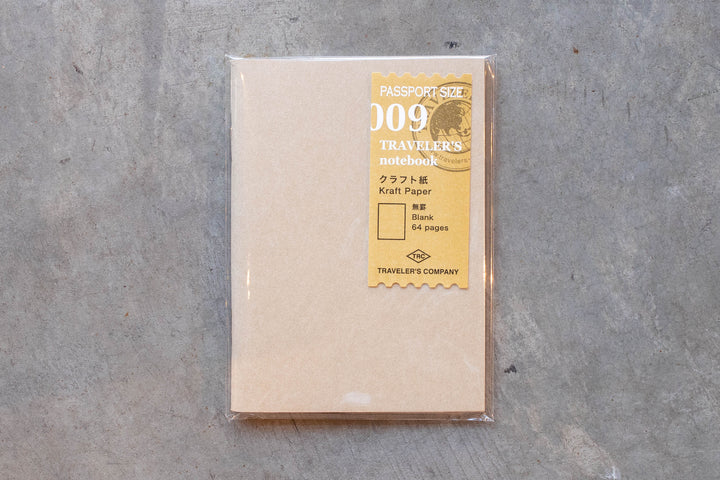 PASSPORT SIZE
009
TRAVELER'S
notebook
クラフト紙
Kraft Paper
無罫
Blank
64 pages
TRC
TRAVELER'S COMPANY